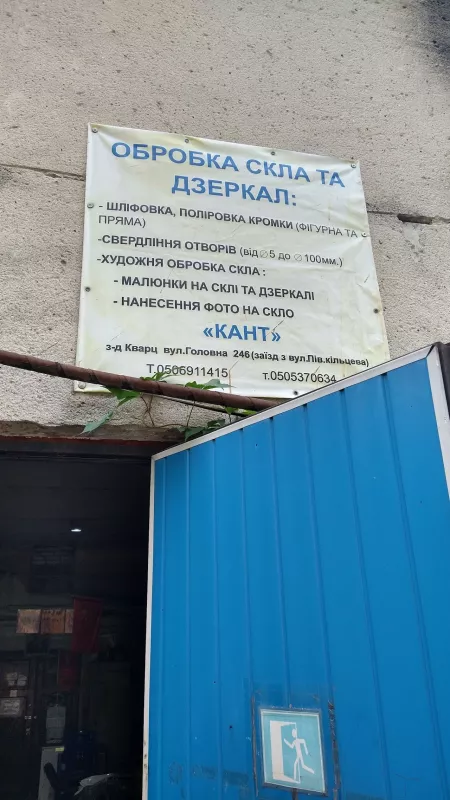 ОБРОБКА СКЛА ТА
ДЗЕРКАЛ:
- ШЛІФОВКА, ПОЛІРОВКА КРОМКИ (ФІГУРНА ТА
ПРЯМА)
-СВЕРДЛІННЯ ОТВОРІВ (від ∅5 до ∅100мм.)
-ХУДОЖНЯ ОБРОБКА СКЛА :
- МАЛЮНКИ НА СКЛІ ТА ДЗЕРКАЛІ
- НАНЕСЕННЯ ФОТО НА СКЛО
«КАНТ»
з-д Кварц вул.Головна 246 (заїзд з вул.Пів.кільцева)
Т.0506911415 т.0505370634